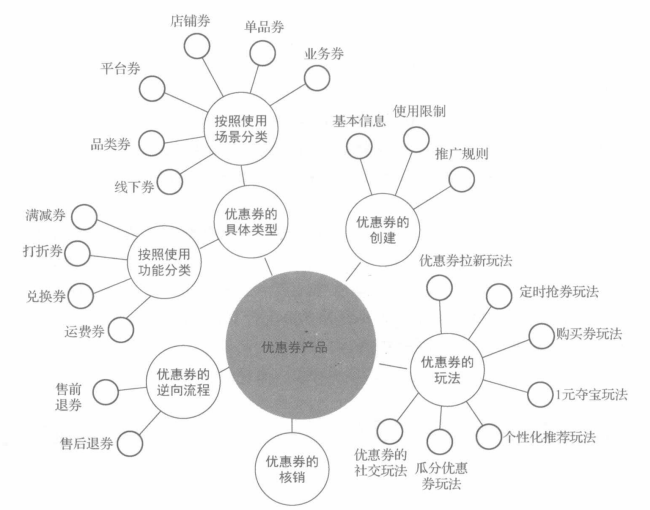 店铺券
单品券
业务券
平台券
按照使用
场景分类
品类券
线下券
基本信息
使用限制
推广规则
优惠券的
具体类型
优惠券的
创建
满减券
打折券
按照使用
功能分类
兑换券
运费券
优惠券产品
优惠券拉新玩法
定时抢券玩法
购买券玩法
优惠券的
玩法
1元夺宝玩法
个性化推荐玩法
瓜分优惠
券玩法
优惠券的
社交玩法
优惠券的
逆向流程
售前
退券
售后退券
优惠券的
核销